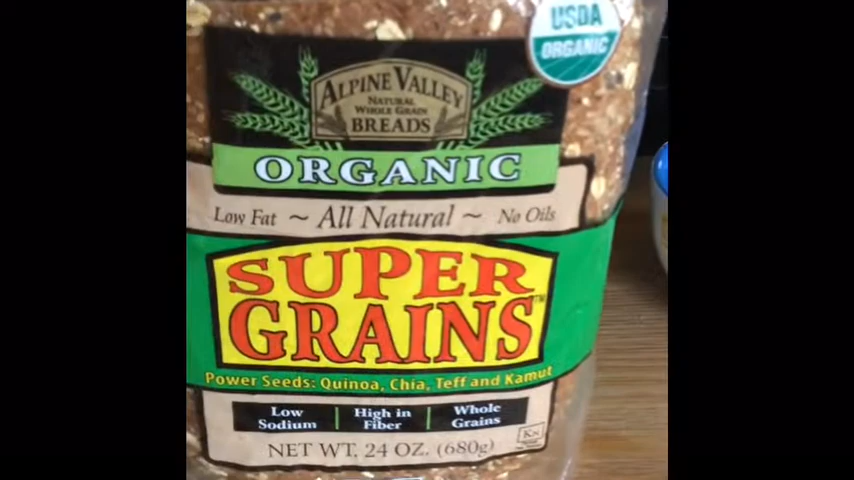 USDA
ORGANIC
ALPINE VALLEY
NATURAL
WHOLE GRAIN
BREADS
ORGANIC
Low Fat ~ All Natural ~ No Oils
SUPER
GRAINS™
Power Seeds: Quinoa, Chia, Teff and Kamut
Low Sodium
High in Fiber
Whole Grains
NET WT. 24 OZ. (680g)